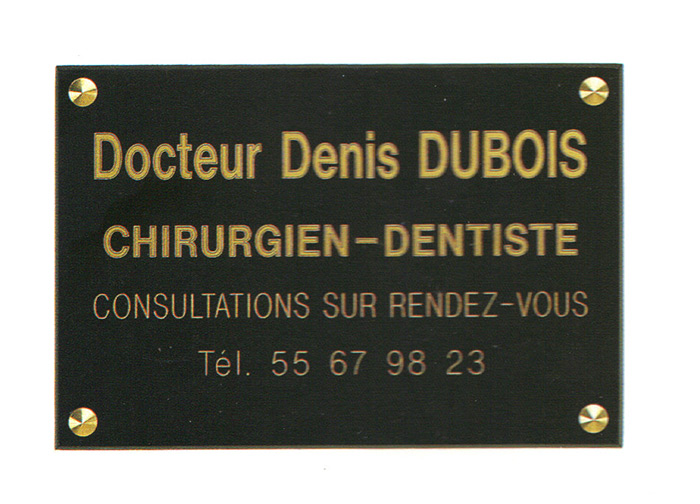 Docteur Denis DUBOIS
CHIRURGIEN-DENTISTE
CONSULTATIONS SUR RENDEZ-VOUS
Tél. 55 67 98 23